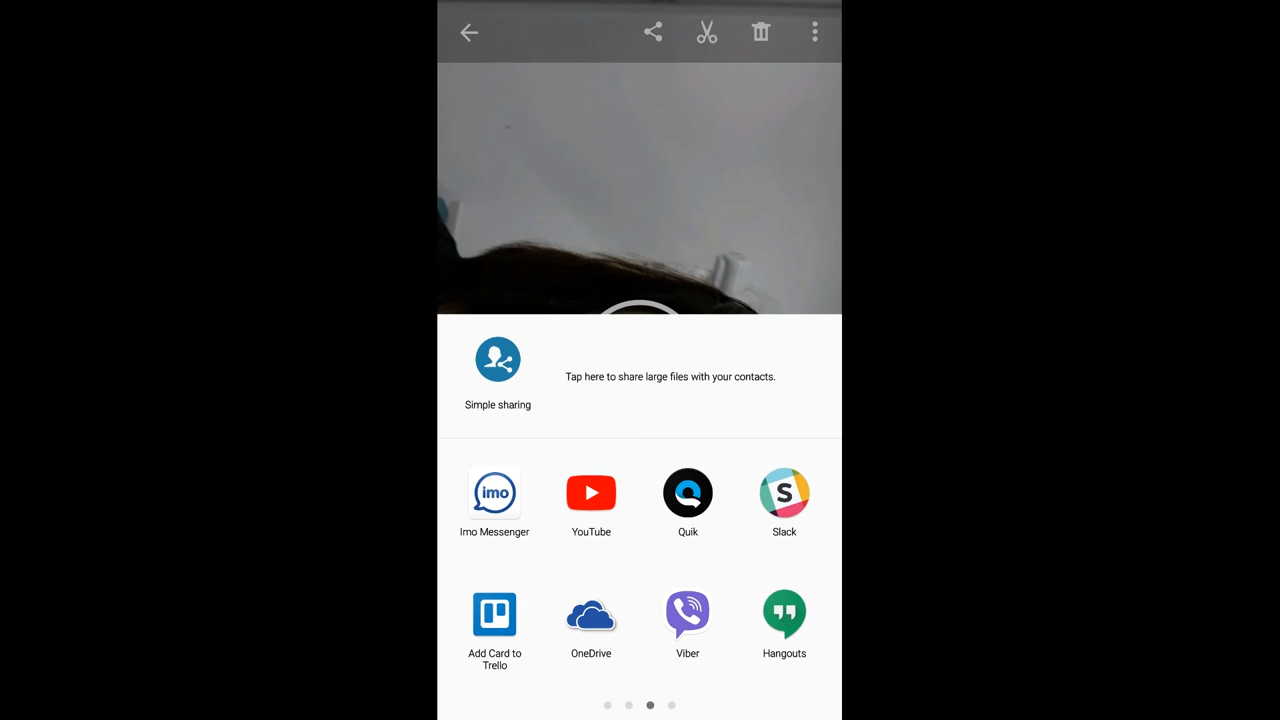 Tap here to share large files with your contacts.
Simple sharing
imo
S
Imo Messenger
YouTube
Quik
Slack
Add Card to
Trello
OneDrive
Viber
Hangouts